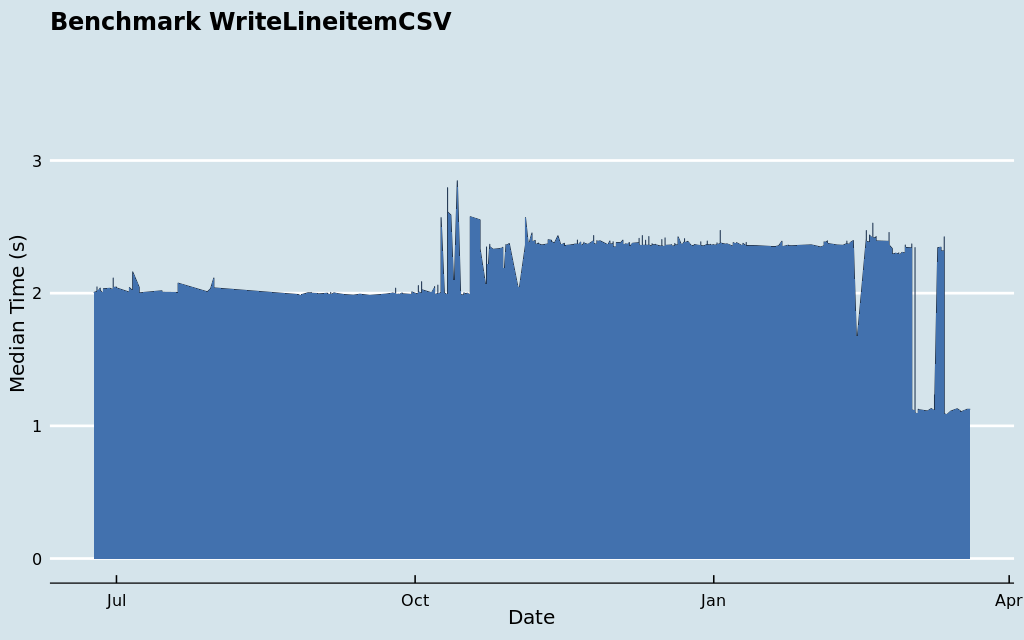 Benchmark WriteLineitemCSV
Median Time (s)
3
2
1
0
Jul
Oct
Jan
Apr
Date